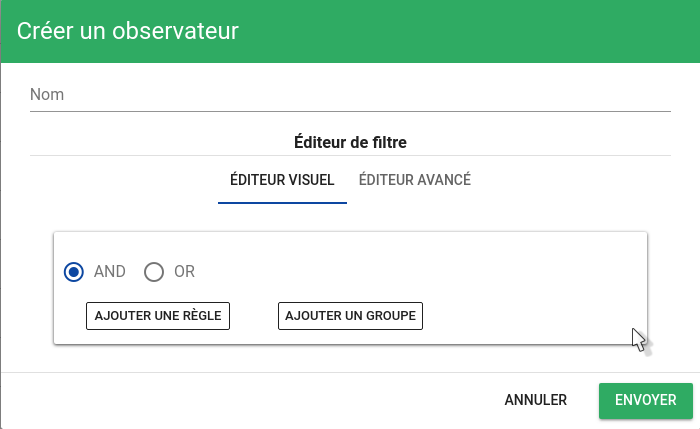 Créer un observateur
Nom
Éditeur de filtre
ÉDITEUR VISUEL ÉDITEUR AVANCÉ
AND OR
AJOUTER UNE RÈGLE AJOUTER UN GROUPE
ANNULER ENVOYER